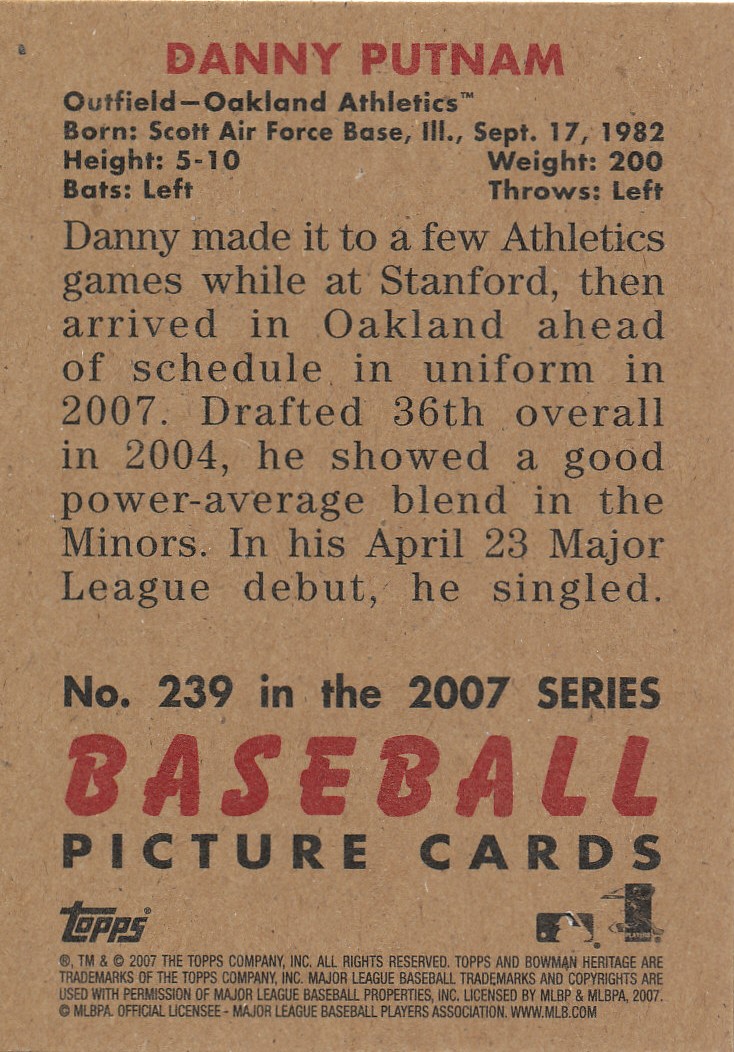 DANNY PUTNAM
Outfield—Oakland Athletics™
Born: Scott Air Force Base, Ill., Sept. 17, 1982
Height: 5-10 Weight: 200
Bats: Left Throws: Left
Danny made it to a few Athletics
games while at Stanford, then
arrived in Oakland ahead
of schedule in uniform in
2007. Drafted 36th overall
in 2004, he showed a good
power-average blend in the
Minors. In his April 23 Major
League debut, he singled.
No. 239 in the 2007 SERIES
BASEBALL
PICTURE CARDS
Topps®
PLAYERS
®, TM & © 2007 THE TOPPS COMPANY, INC. ALL RIGHTS RESERVED. TOPPS AND BOWMAN HERITAGE ARE
TRADEMARKS OF THE TOPPS COMPANY, INC. MAJOR LEAGUE BASEBALL TRADEMARKS AND COPYRIGHTS ARE
USED WITH PERMISSION OF MAJOR LEAGUE BASEBALL PROPERTIES, INC. LICENSED BY MLBP & MLBPA, 2007.
© MLBPA. OFFICIAL LICENSEE - MAJOR LEAGUE BASEBALL PLAYERS ASSOCIATION. WWW.MLB.COM